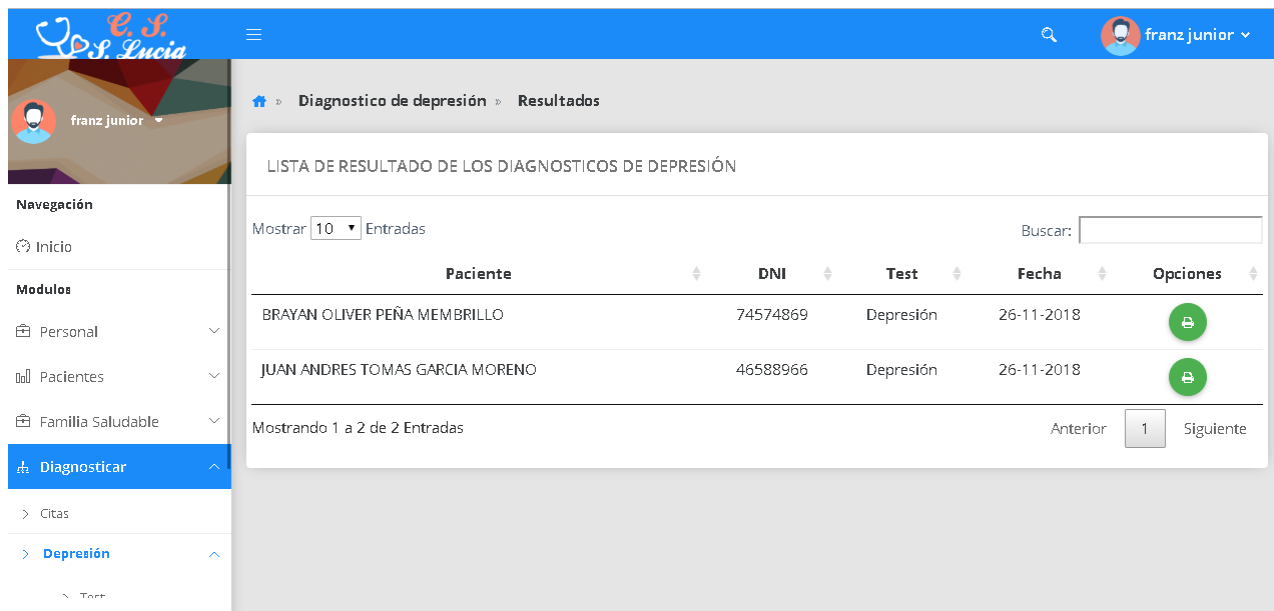 C. S.
S. Lucia
franz junior
franz junior
Navegación
Inicio
Modulos
Personal
Pacientes
Familia Saludable
Diagnosticar
Citas
Depresión
Test
» Diagnostico de depresión » Resultados
LISTA DE RESULTADO DE LOS DIAGNOSTICOS DE DEPRESIÓN
Mostrar 10 Entradas
Buscar:
Paciente DNI Test Fecha Opciones
BRAYAN OLIVER PEÑA MEMBRILLO 74574869 Depresión 26-11-2018
JUAN ANDRES TOMAS GARCIA MORENO 46588966 Depresión 26-11-2018
Mostrando 1 a 2 de 2 Entradas
Anterior 1 Siguiente